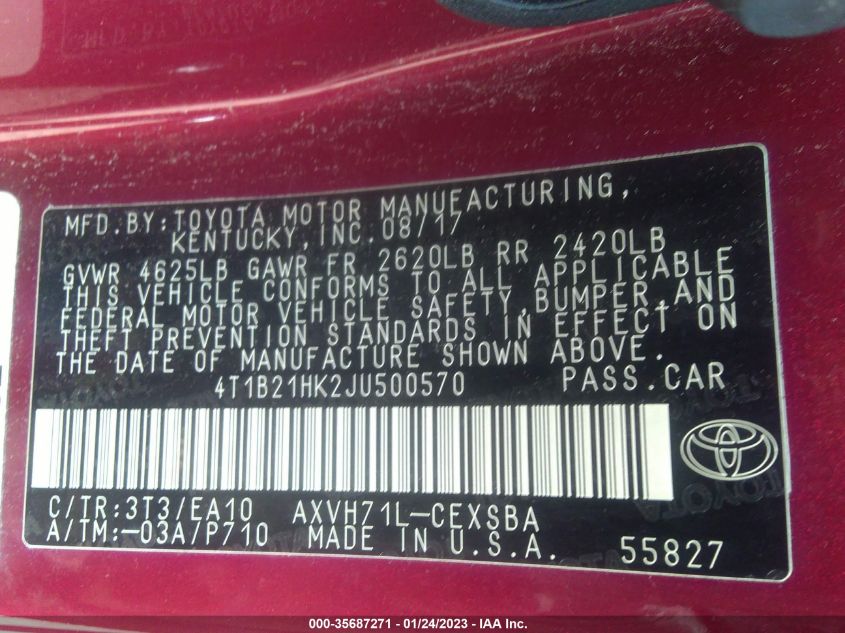 MFD. BY: TOYOTA MOTOR MANUFACTURING,
KENTUCKY, INC. 08/17
GVWR 4625LB GAWR FR 2620LB RR 2420LB
THIS VEHICLE CONFORMS TO ALL APPLICABLE
FEDERAL MOTOR VEHICLE SAFETY, BUMPER, AND
THEFT PREVENTION STANDARDS IN EFFECT ON
THE DATE OF MANUFACTURE SHOWN ABOVE.
4T1B21HK2JU500570 PASS. CAR
C/TR: 3T3/EA10 AXVH71L-CEXSBA
A/TM: -03A/P710 MADE IN U.S.A. 55827
TOYOTA
000-35687271 - 01/24/2023 - IAA Inc.